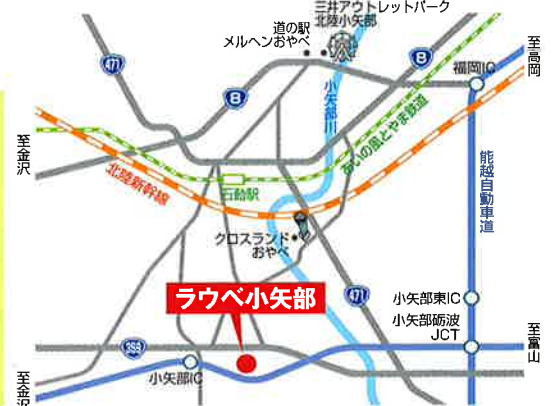 三井アウトレットパーク
北陸小矢部
道の駅
メルヘンおやべ
至高岡
471
8
8
福岡IC
小矢部川
あいの風とやま鉄道
至金沢
石動駅
北陸新幹線
能越自動車道
クロスランド
おやべ
ラウベ小矢部
471
小矢部東IC
小矢部砺波
JCT
359
至富山
小矢部IC
至金沢